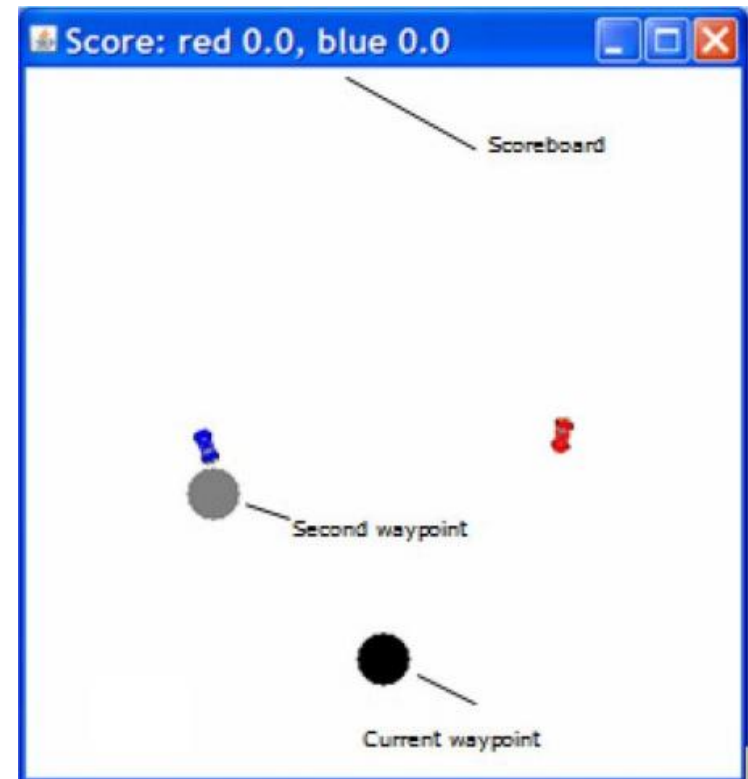 Score: red 0.0, blue 0.0
Scoreboard
Second waypoint
Current waypoint